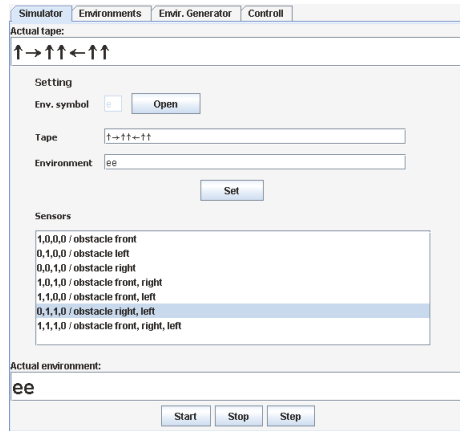 Simulator Environments Envir. Generator Controll
Actual tape:
↑→↑↑←↑↑
Setting
Env. symbol e Open
Tape ↑→↑↑←↑↑
Environment ee
Set
Sensors
1,0,0,0 / obstacle front
0,1,0,0 / obstacle left
0,0,1,0 / obstacle right
1,0,1,0 / obstacle front, right
1,1,0,0 / obstacle front, left
0,1,1,0 / obstacle right, left
1,1,1,0 / obstacle front, right, left
Actual environment:
ee
Start Stop Step